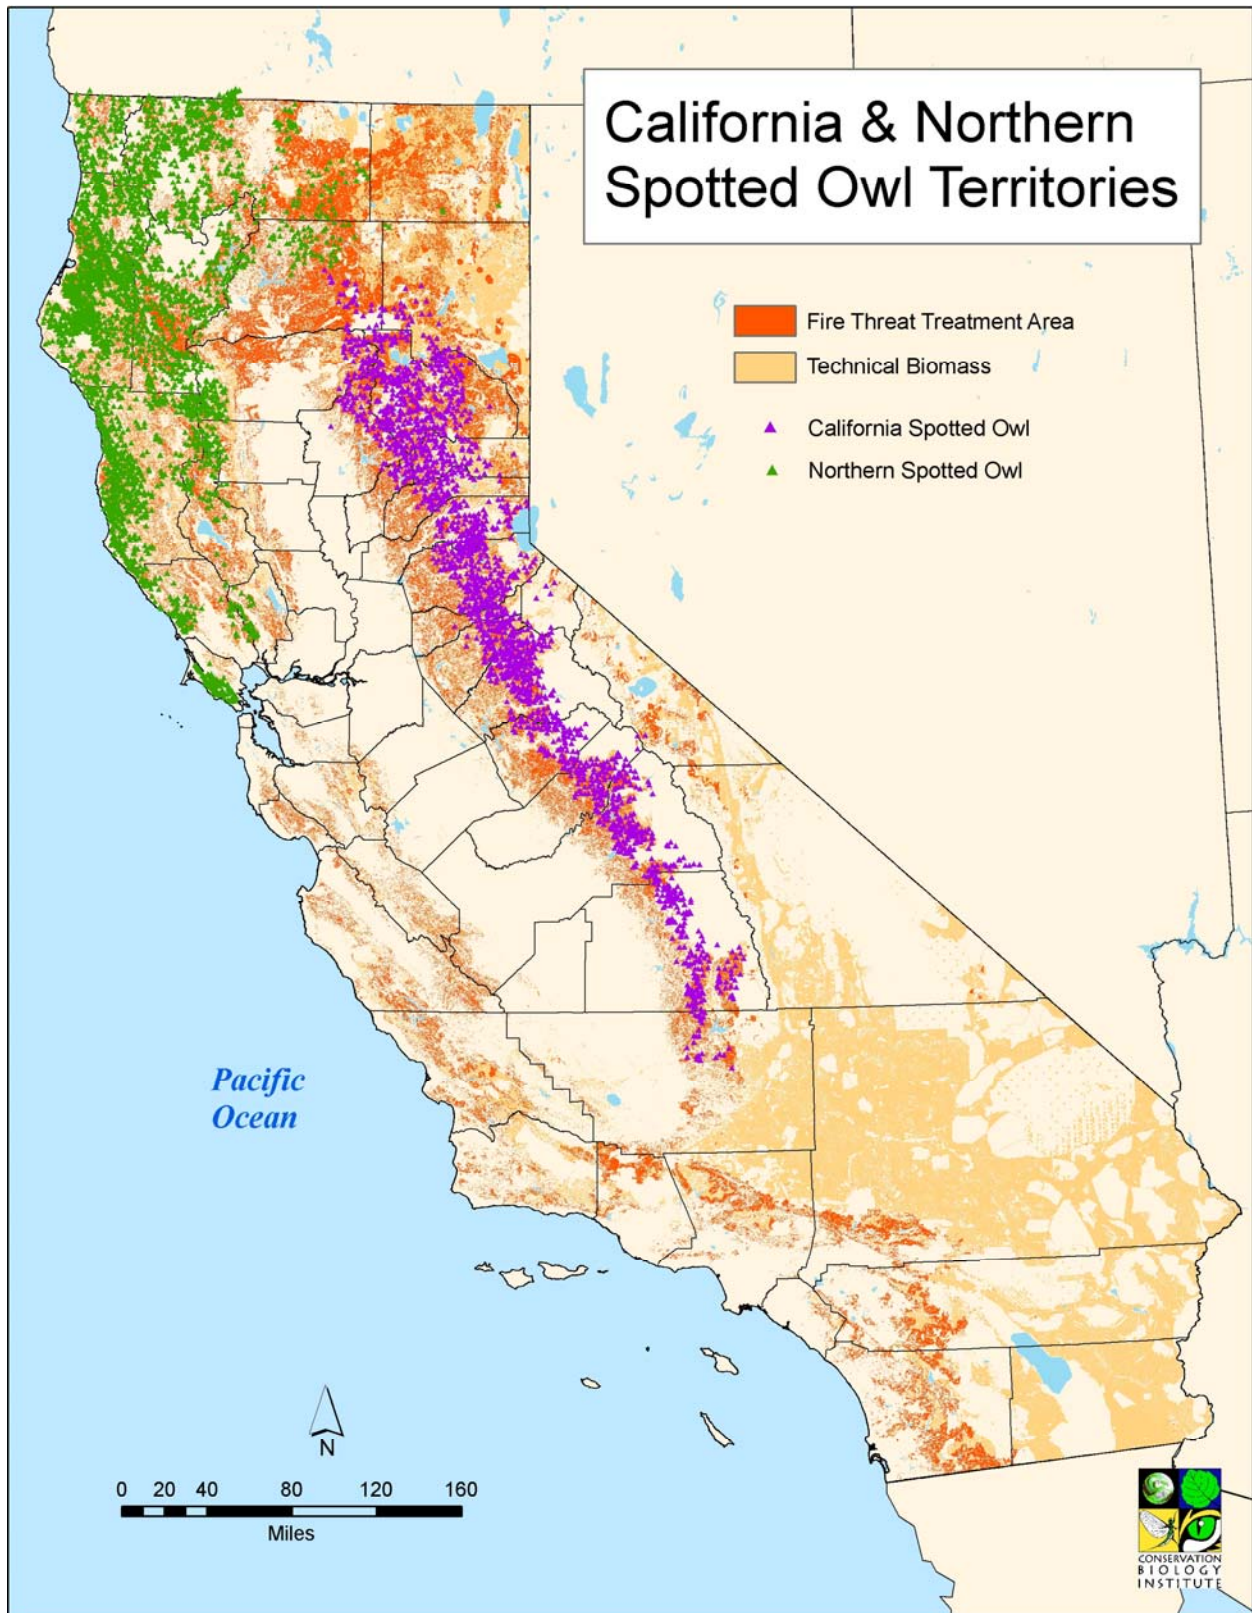 California & Northern
Spotted Owl Territories
Fire Threat Treatment Area
Technical Biomass
California Spotted Owl
Northern Spotted Owl
Pacific
Ocean
N
0 20 40 80 120 160
Miles
CONSERVATION
BIOLOGY
INSTITUTE